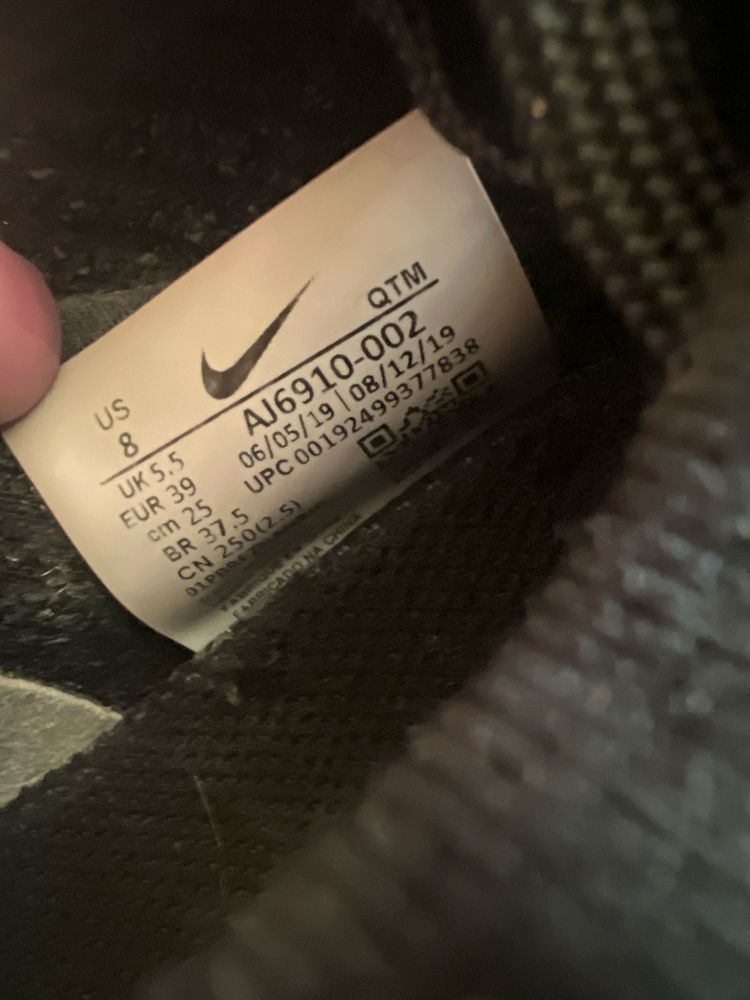 QTM
US
8
AJ6910-002
06/05/19 | 08/12/19
UPC 00192499377838
UK 5.5
EUR 39
cm 25
BR 37.5
CN 250(2.5)
FABRICADO NA CHINA